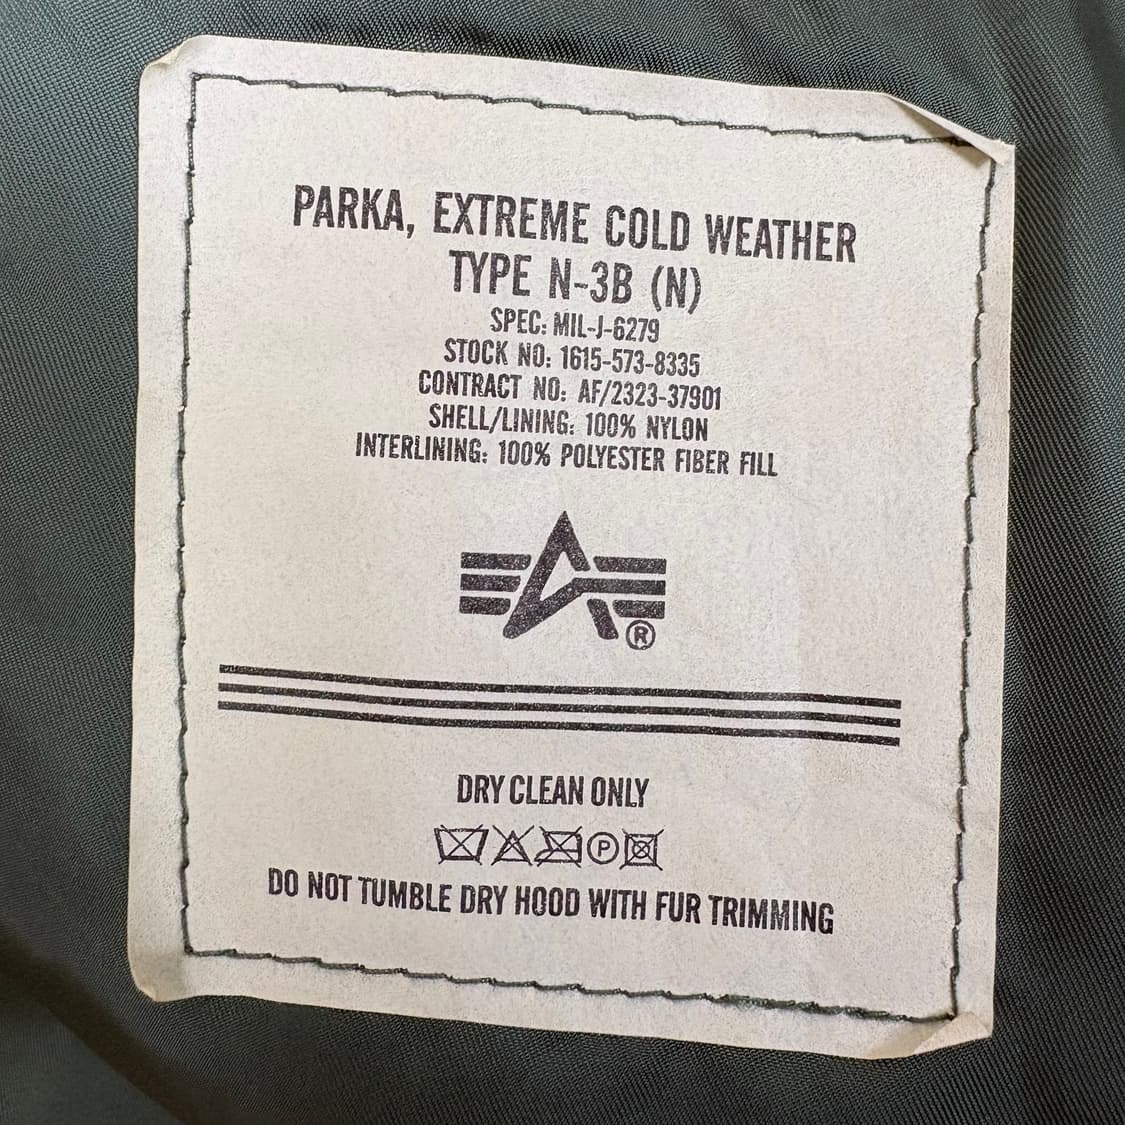 PARKA, EXTREME COLD WEATHER
TYPE N-3B (N)
SPEC: MIL-J-6279
STOCK NO: 1615-573-8335
CONTRACT NO: AF/2323-37901
SHELL/LINING: 100% NYLON
INTERLINING: 100% POLYESTER FIBER FILL
®
DRY CLEAN ONLY
P
DO NOT TUMBLE DRY HOOD WITH FUR TRIMMING